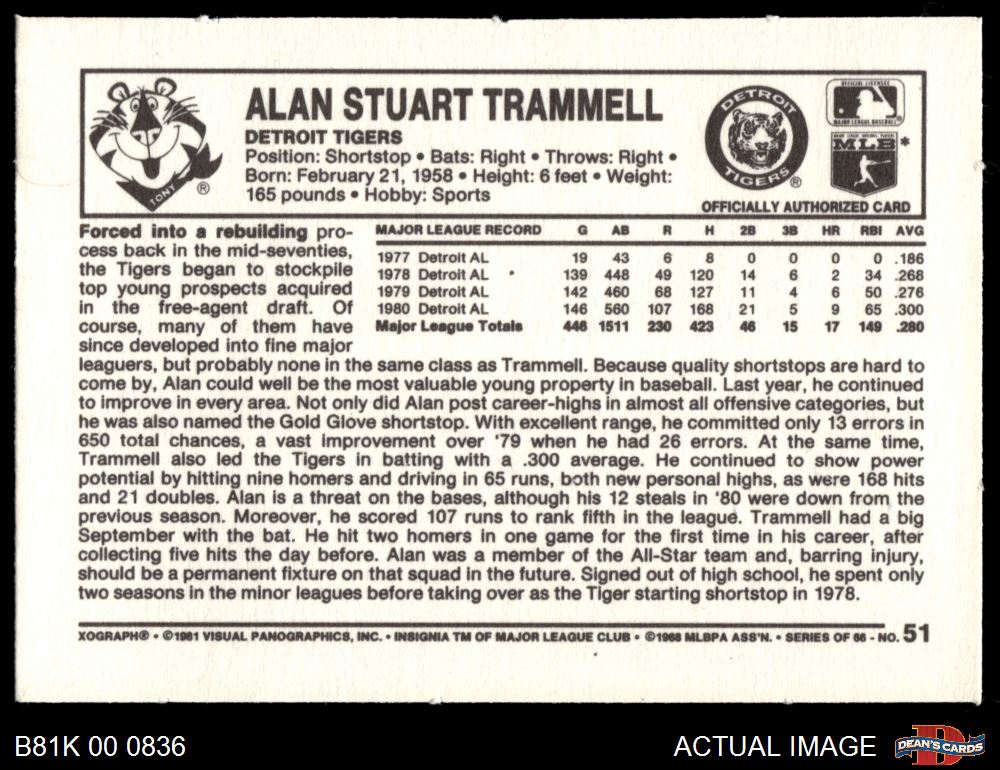 ALAN STUART TRAMMELL
DETROIT TIGERS
Position: Shortstop • Bats: Right • Throws: Right •
Born: February 21, 1958 • Height: 6 feet • Weight:
165 pounds • Hobby: Sports
TONY ®
DETROIT
TIGERS ®
OFFICIAL LICENSEE
MAJOR LEAGUE BASEBALL
MAJOR LEAGUE BASEBALL PLAYERS
MLB *
OFFICIALLY AUTHORIZED CARD
MAJOR LEAGUE RECORD G AB R H 2B 3B HR RBI AVG
1977 Detroit AL 19 43 6 8 0 0 0 0 .186
1978 Detroit AL 139 448 49 120 14 6 2 34 .268
1979 Detroit AL 142 460 68 127 11 4 6 50 .276
1980 Detroit AL 146 560 107 168 21 5 9 65 .300
Major League Totals 446 1511 230 423 46 15 17 149 .280
Forced into a rebuilding pro-
cess back in the mid-seventies,
the Tigers began to stockpile
top young prospects acquired
in the free-agent draft. Of
course, many of them have
since developed into fine major
leaguers, but probably none in the same class as Trammell. Because quality shortstops are hard to
come by, Alan could well be the most valuable young property in baseball. Last year, he continued
to improve in every area. Not only did Alan post career-highs in almost all offensive categories, but
he was also named the Gold Glove shortstop. With excellent range, he committed only 13 errors in
650 total chances, a vast improvement over '79 when he had 26 errors. At the same time,
Trammell also led the Tigers in batting with a .300 average. He continued to show power
potential by hitting nine homers and driving in 65 runs, both new personal highs, as were 168 hits
and 21 doubles. Alan is a threat on the bases, although his 12 steals in '80 were down from the
previous season. Moreover, he scored 107 runs to rank fifth in the league. Trammell had a big
September with the bat. He hit two homers in one game for the first time in his career, after
collecting five hits the day before. Alan was a member of the All-Star team and, barring injury,
should be a permanent fixture on that squad in the future. Signed out of high school, he spent only
two seasons in the minor leagues before taking over as the Tiger starting shortstop in 1978.
XOGRAPH® • ©1981 VISUAL PANOGRAPHICS, INC. • INSIGNIA TM OF MAJOR LEAGUE CLUB • ©1968 MLBPA ASS'N. • SERIES OF 66 - NO. 51
B81K 00 0836
ACTUAL IMAGE
DEAN'S CARDS